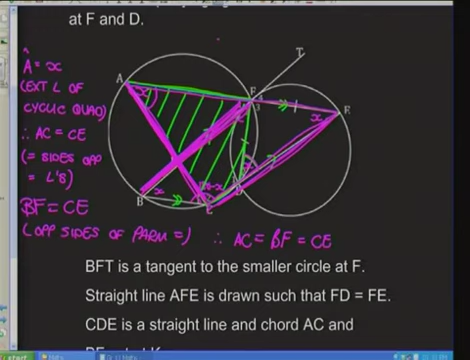 at F and D.
A = x
(EXT L OF
CYCLIC QUAD)
∴ AC = CE
(= SIDES OPP
= L'S)
BF = CE
(OPP SIDES OF PARM =) ∴ AC = BF = CE
A
F
T
E
B
C
D
x
x
x
BFT is a tangent to the smaller circle at F.
Straight line AFE is drawn such that FD = FE.
CDE is a straight line and chord AC and